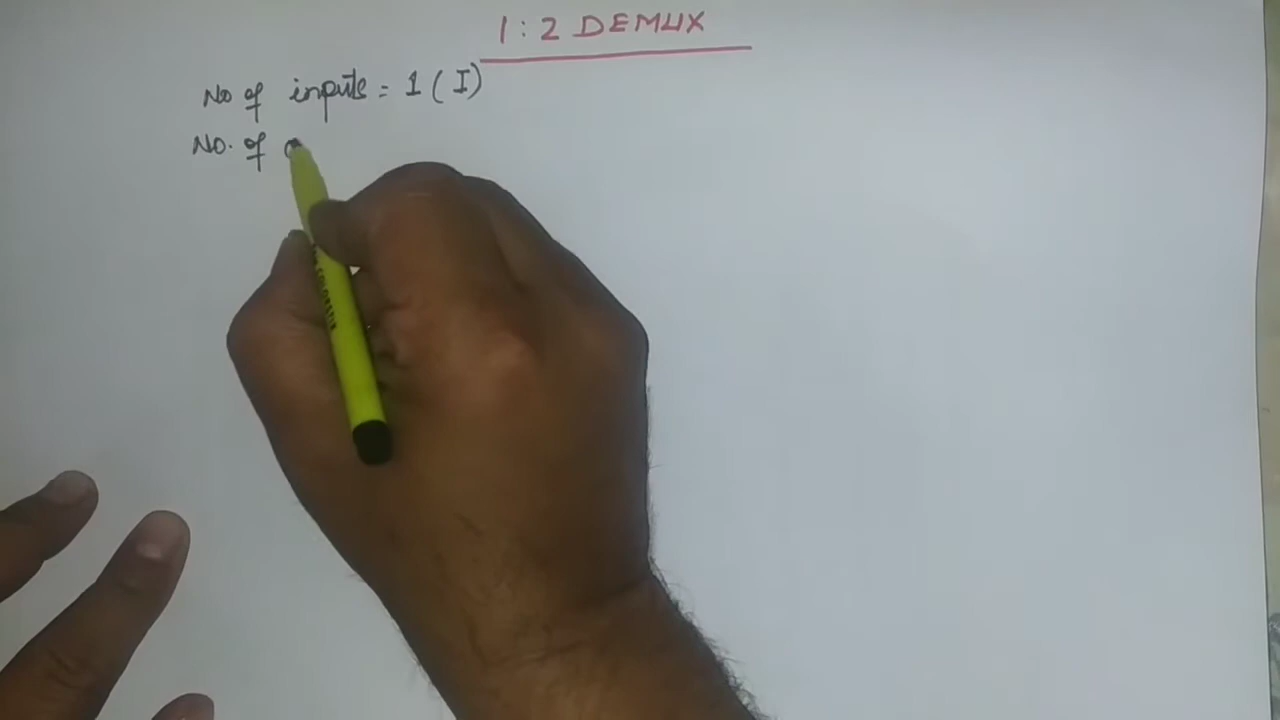 1 : 2 DEMUX
No of inputs = 1 ( I )
No. of